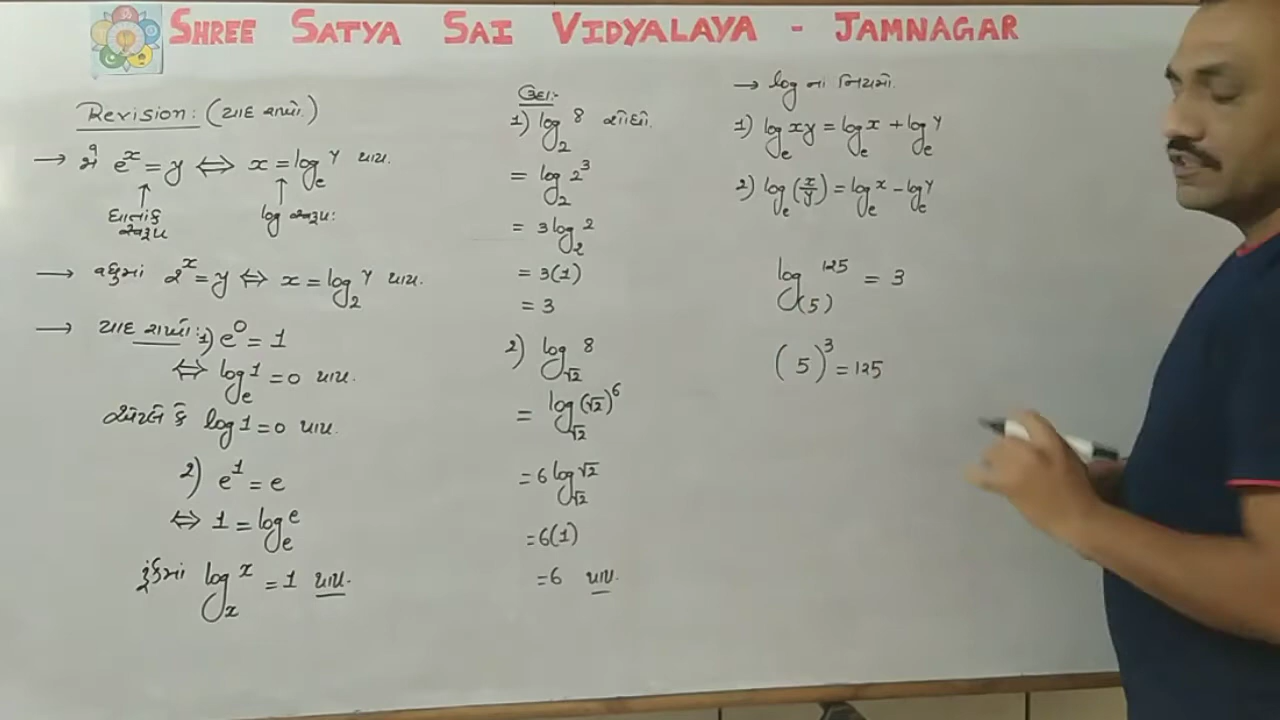 SHREE SATYA SAI VIDYALAYA - JAMNAGAR
Revision: (યાદ રાખો.)
→ જો e^x = y ⇔ x = log_e y થાય.
ઘાતાંક સ્વરૂપ
log સ્વરૂપ:
→ વધુમાં 2^x = y ⇔ x = log_2 y થાય.
→ યાદ રાખો: 1) e^0 = 1
⇔ log_e 1 = 0 થાય.
એટલે કે log 1 = 0 થાય.
2) e^1 = e
⇔ 1 = log_e e
ટૂંકમાં log_x x = 1 થાય.
ઉદા:-
1) log_2 8 શોધો.
= log_2 2^3
= 3 log_2 2
= 3(1)
= 3
2) log_√2 8
= log_√2 (√2)^6
= 6 log_√2 √2
= 6(1)
= 6 થાય.
→ log ના નિયમો.
1) log_e xy = log_e x + log_e y
2) log_e (x/y) = log_e x - log_e y
log_(5) 125 = 3
(5)^3 = 125